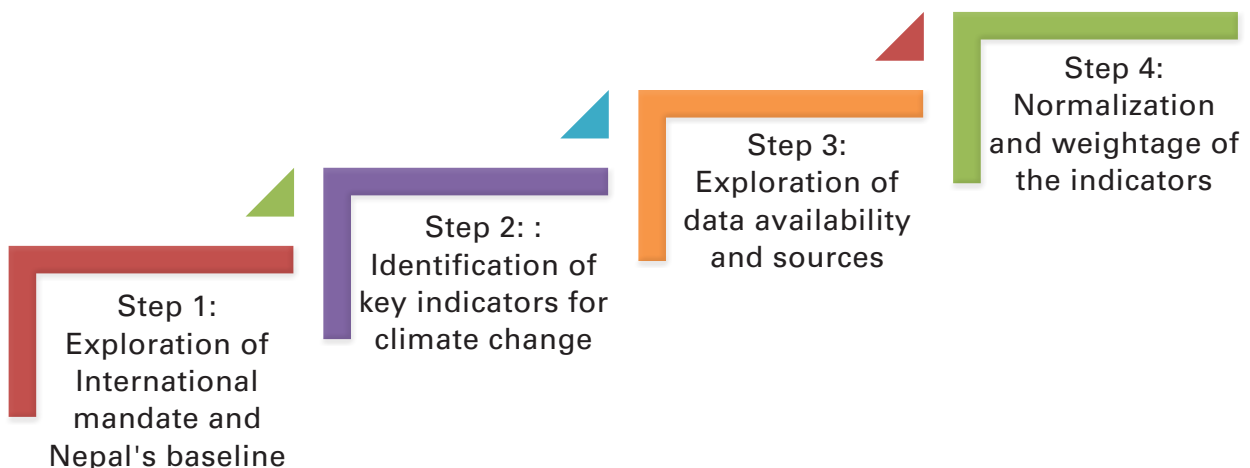 Step 1:
Exploration of
International
mandate and
Nepal's baseline
Step 2: :
Identification of
key indicators for
climate change
Step 3:
Exploration of
data availability
and sources
Step 4:
Normalization
and weightage of
the indicators